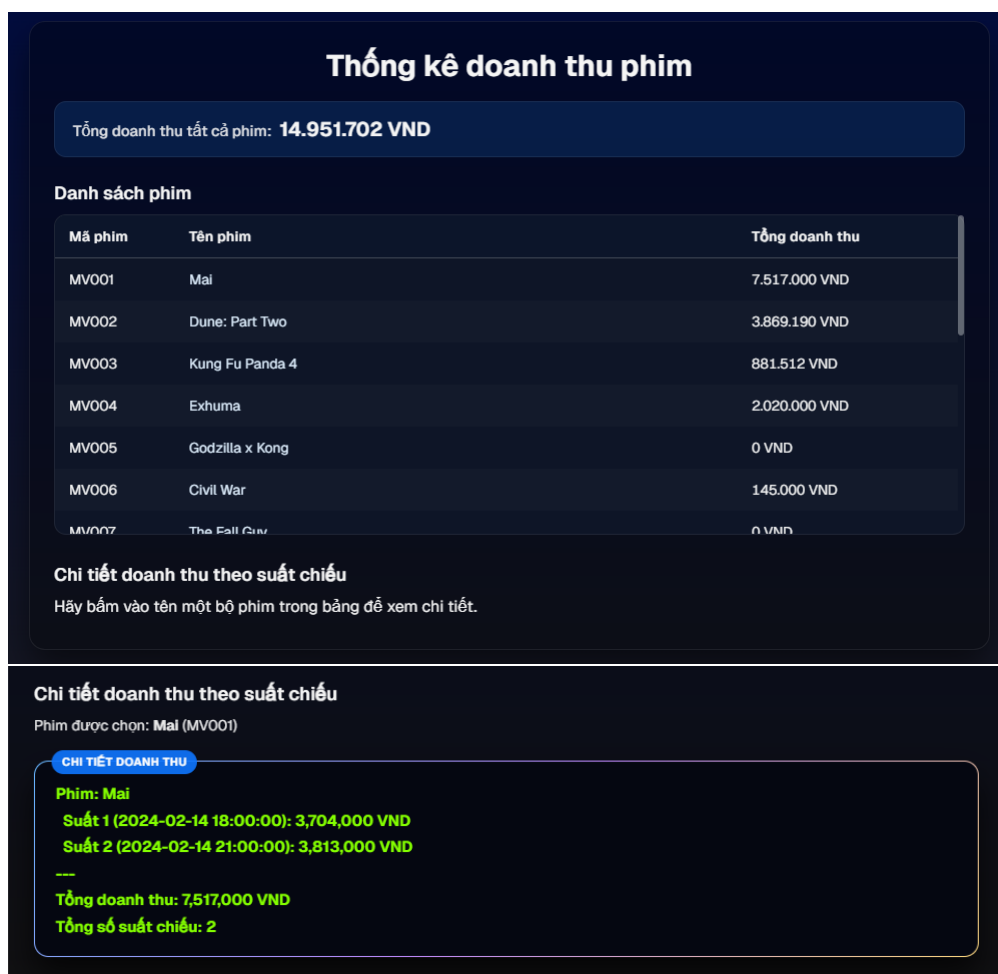 Thống kê doanh thu phim
Tổng doanh thu tất cả phim: 14.951.702 VND
Danh sách phim
Mã phim Tên phim Tổng doanh thu
MV001 Mai 7.517.000 VND
MV002 Dune: Part Two 3.869.190 VND
MV003 Kung Fu Panda 4 881.512 VND
MV004 Exhuma 2.020.000 VND
MV005 Godzilla x Kong 0 VND
MV006 Civil War 145.000 VND
MV007 The Fall Guy 0 VND
Chi tiết doanh thu theo suất chiếu
Hãy bấm vào tên một bộ phim trong bảng để xem chi tiết.
Chi tiết doanh thu theo suất chiếu
Phim được chọn: Mai (MV001)
CHI TIẾT DOANH THU
Phim: Mai
Suất 1 (2024-02-14 18:00:00): 3,704,000 VND
Suất 2 (2024-02-14 21:00:00): 3,813,000 VND
---
Tổng doanh thu: 7,517,000 VND
Tổng số suất chiếu: 2